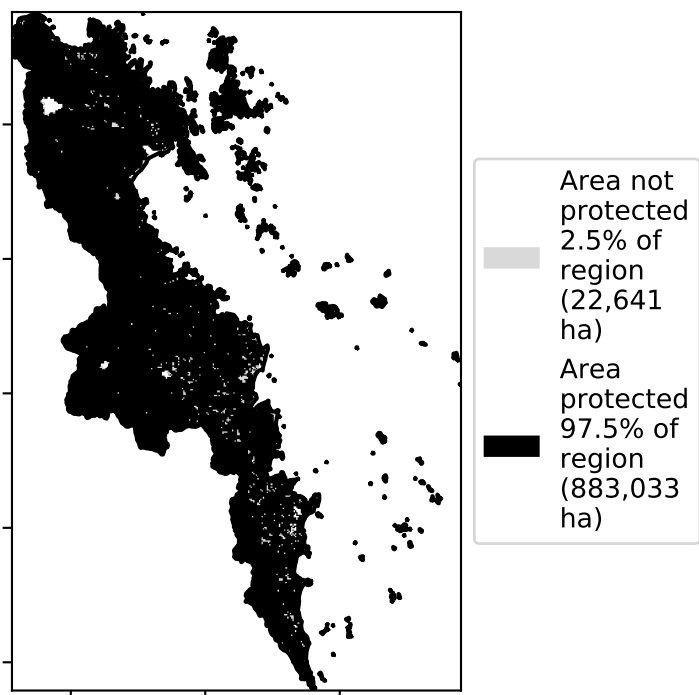 Area not
protected
2.5% of
region
(22,641
ha)
Area
protected
97.5% of
region
(883,033
ha)